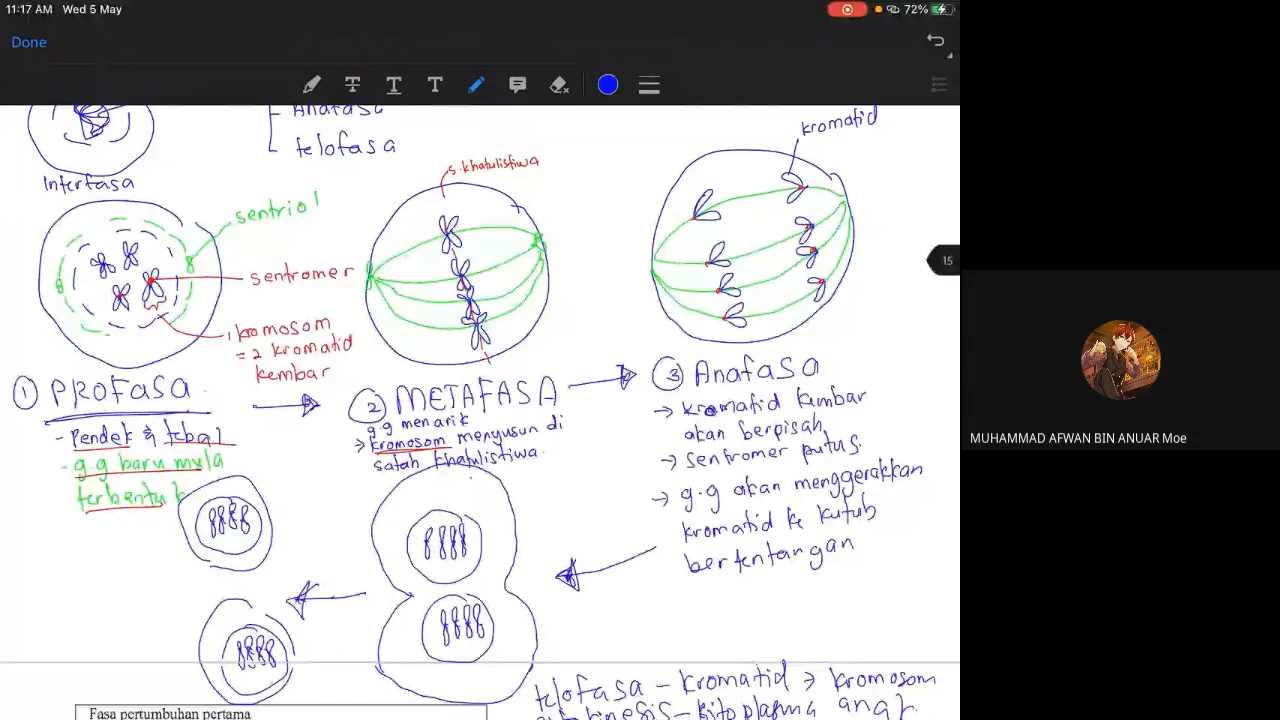 11:17 AM Wed 5 May
72%
Done
T T T
Anafasa
telofasa
Interfasa
kromatid
s. khatulistiwa
sentriol
sentromer
1 kromosom
= 2 kromatid
kembar
15
① PROFASA
- pendek & tebal
- g.g baru mula
terbentuk
② METAFASA
g.g menarik
→ kromosom menyusun di
satah khatulistiwa.
③ Anafasa
→ kromatid kembar
akan berpisah
→ sentromer putus.
→ g.g akan menggerakkan
kromatid ke kutub
bertentangan
MUHAMMAD AFWAN BIN ANUAR Moe
telofasa - kromatid → kromosom
Fasa pertumbuhan pertama